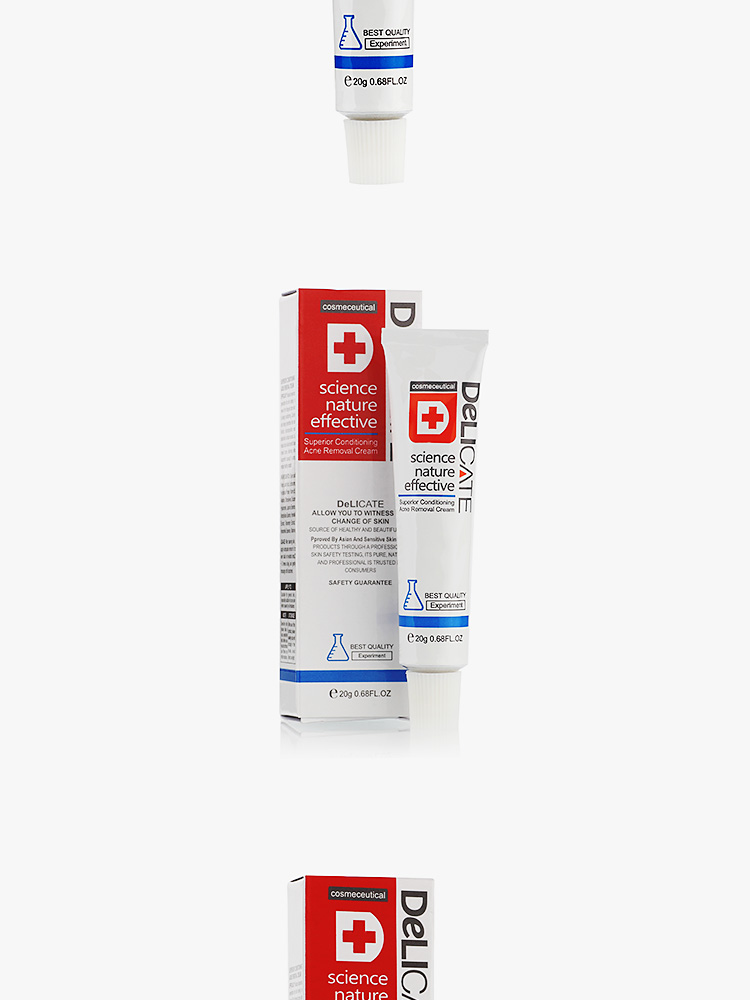 BEST QUALITY
Experiment
℮20g 0.68FL.OZ
cosmeceutical
D
science
nature
effective
Superior Conditioning
Acne Removal Cream
DeLICATE
ALLOW YOU TO WITNESS
CHANGE OF SKIN
SOURCE OF HEALTHY AND BEAUTIFU
Pproved By Asian And Sensitive Skin
PRODUCTS THROUGH A PROFESSIO
SKIN SAFETY TESTING, ITS PURE, NAT
AND PROFESSIONAL IS TRUSTED
CONSUMERS
SAFETY GUARANTEE
BEST QUALITY
Experiment
℮20g 0.68FL.OZ
cosmeceutical
DeLICATE
science
nature
effective
Superior Conditioning
Acne Removal Cream
BEST QUALITY
Experiment
℮20g 0.68FL.OZ
cosmeceutical
DeLICA
science
nature